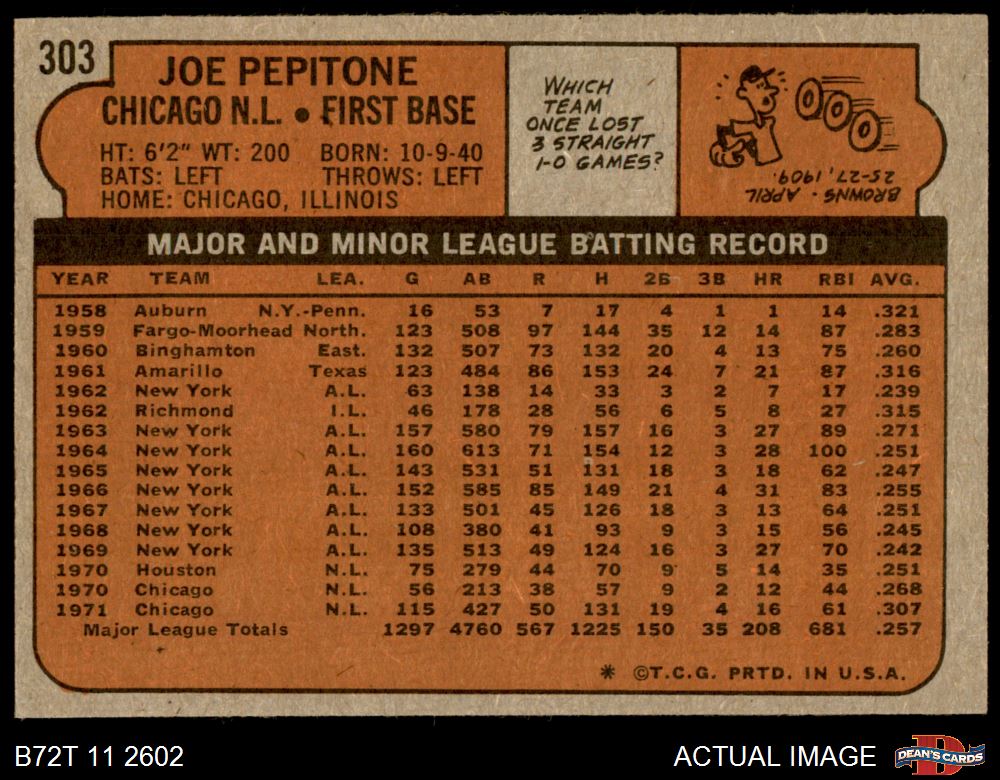 303
JOE PEPITONE
CHICAGO N.L. • FIRST BASE
HT: 6'2" WT: 200 BORN: 10-9-40
BATS: LEFT THROWS: LEFT
HOME: CHICAGO, ILLINOIS
WHICH
TEAM
ONCE LOST
3 STRAIGHT
1-0 GAMES?
BROWNS - APRIL
25-27, 1909.
MAJOR AND MINOR LEAGUE BATTING RECORD
YEAR TEAM LEA. G AB R H 2B 3B HR RBI AVG.
1958 Auburn N.Y.-Penn. 16 53 7 17 4 1 1 14 .321
1959 Fargo-Moorhead North. 123 508 97 144 35 12 14 87 .283
1960 Binghamton East. 132 507 73 132 20 4 13 75 .260
1961 Amarillo Texas 123 484 86 153 24 7 21 87 .316
1962 New York A.L. 63 138 14 33 3 2 7 17 .239
1962 Richmond I.L. 46 178 28 56 6 5 8 27 .315
1963 New York A.L. 157 580 79 157 16 3 27 89 .271
1964 New York A.L. 160 613 71 154 12 3 28 100 .251
1965 New York A.L. 143 531 51 131 18 3 18 62 .247
1966 New York A.L. 152 585 85 149 21 4 31 83 .255
1967 New York A.L. 133 501 45 126 18 3 13 64 .251
1968 New York A.L. 108 380 41 93 9 3 15 56 .245
1969 New York A.L. 135 513 49 124 16 3 27 70 .242
1970 Houston N.L. 75 279 44 70 9 5 14 35 .251
1970 Chicago N.L. 56 213 38 57 9 2 12 44 .268
1971 Chicago N.L. 115 427 50 131 19 4 16 61 .307
Major League Totals 1297 4760 567 1225 150 35 208 681 .257
* ©T.C.G. PRTD. IN U.S.A.
B72T 11 2602
ACTUAL IMAGE
DEAN'S CARDS